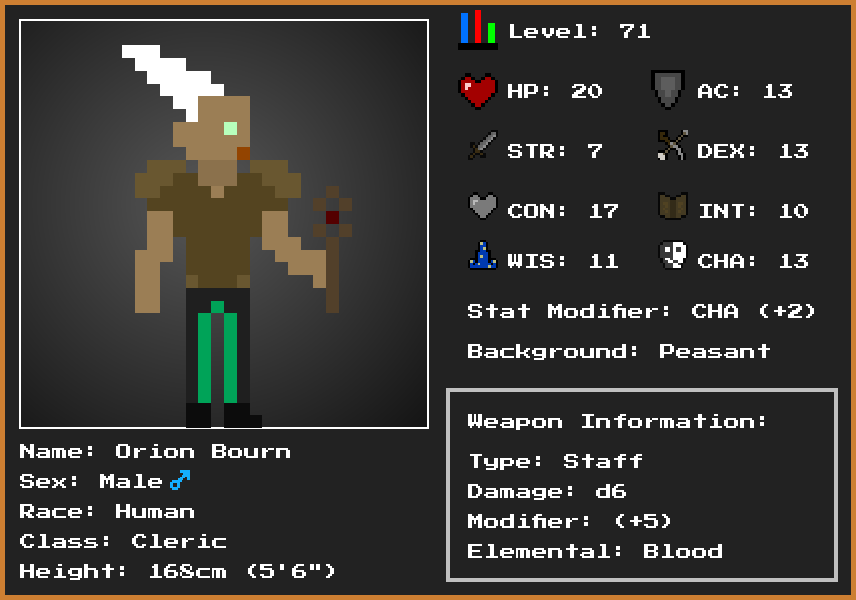 Level: 71
HP: 20 AC: 13
STR: 7 DEX: 13
CON: 17 INT: 10
WIS: 11 CHA: 13
Stat Modifier: CHA (+2)
Background: Peasant
Weapon Information:
Type: Staff
Damage: d6
Modifier: (+5)
Elemental: Blood
Name: Orion Bourn
Sex: Male♂
Race: Human
Class: Cleric
Height: 168cm (5'6")